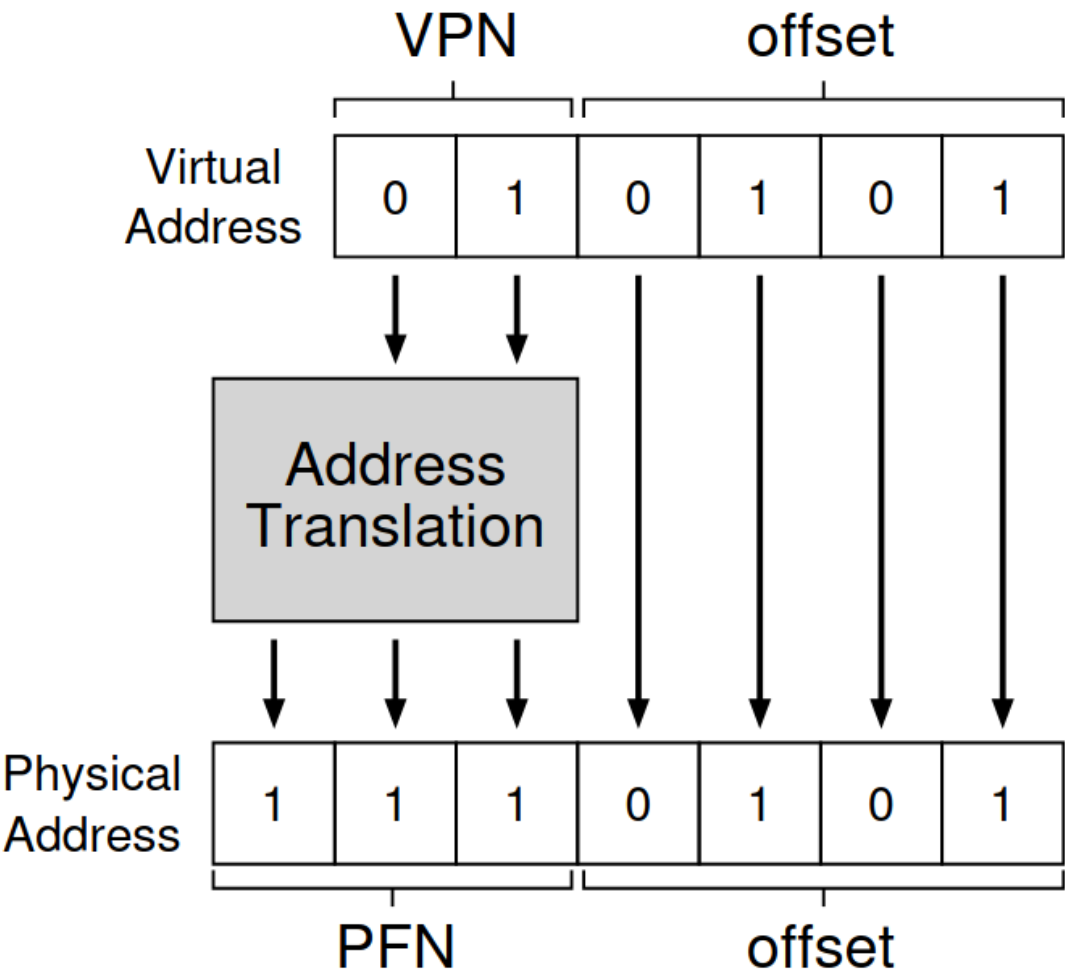 VPN offset
Virtual
Address
0 1 0 1 0 1
Address
Translation
Physical
Address
1 1 1 0 1 0 1
PFN offset